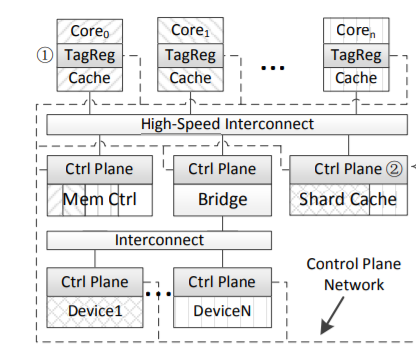 Core0 Core1 Coren
① TagReg TagReg TagReg
Cache Cache ... Cache
High-Speed Interconnect
Ctrl Plane Ctrl Plane Ctrl Plane ②
Mem Ctrl Bridge Shard Cache
Interconnect
Control Plane
Network
Ctrl Plane ... Ctrl Plane
Device1 DeviceN